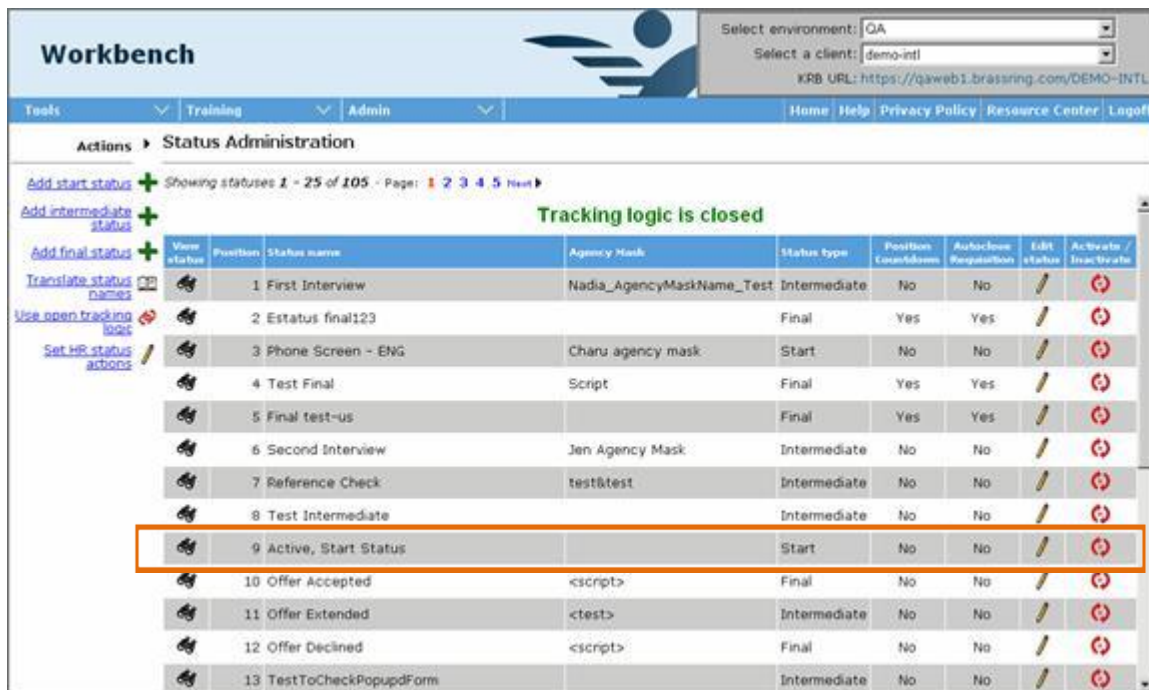 Workbench
Select environment: QA
Select a client: demo-intl
KRB URL: https://qaweb1.brassring.com/DEMO-INTL
Tools Training Admin Home Help Privacy Policy Resource Center Logoff
Actions Status Administration
Showing statuses 1 - 25 of 105 - Page: 1 2 3 4 5 Next
Tracking logic is closed
Add start status
Add intermediate status
Add final status
Translate status names
Use open tracking logic
Set HR status actions
View status Position Status name Agency Mask Status type Position Countdown Autoclose Requisition Edit status Activate / Inactivate
1 First Interview Nadia_AgencyMaskName_Test Intermediate No No
2 Estatus final123 Final Yes Yes
3 Phone Screen - ENG Charu agency mask Start No No
4 Test Final Script Final Yes Yes
5 Final test-us Final Yes Yes
6 Second Interview Jen Agency Mask Intermediate No No
7 Reference Check test&test Intermediate No No
8 Test Intermediate Intermediate No No
9 Active, Start Status Start No No
10 Offer Accepted <script> Final No No
11 Offer Extended <test> Intermediate No No
12 Offer Declined <script> Final No No
13 TestToCheckPopupdForm Intermediate No No